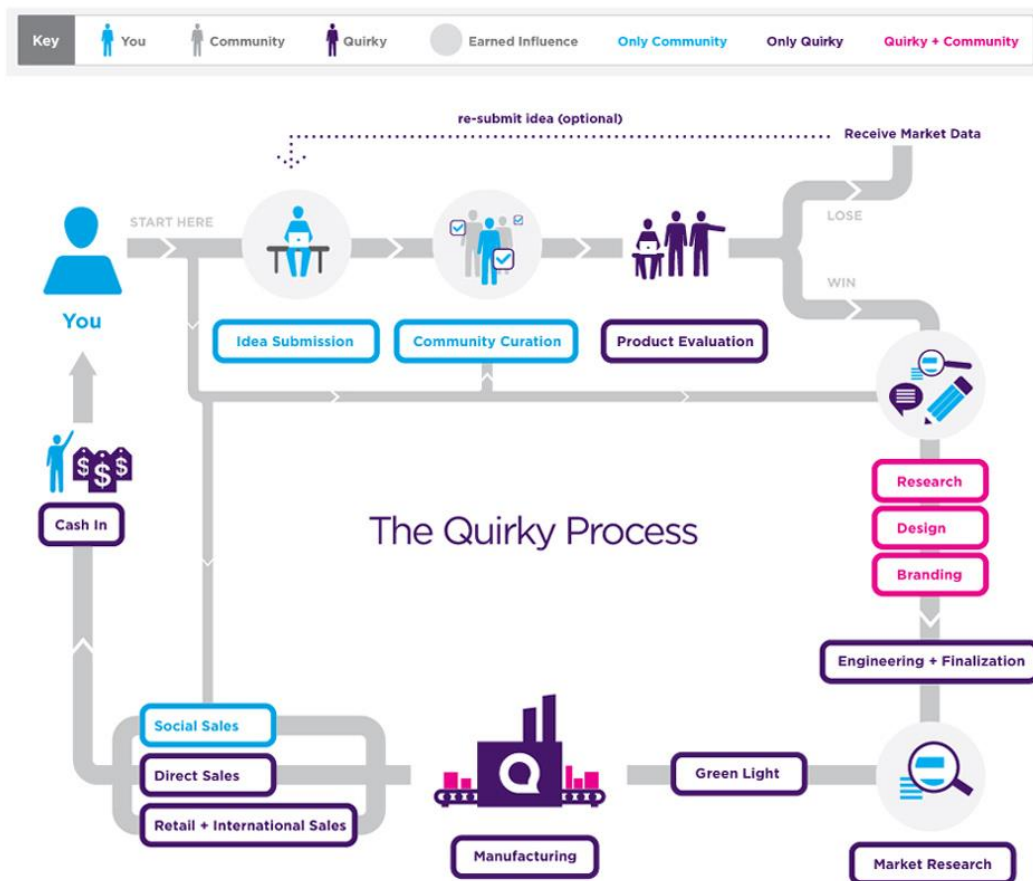 Key
You
Community
Quirky
Earned Influence
Only Community
Only Quirky
Quirky + Community
re-submit idea (optional)
Receive Market Data
START HERE
LOSE
WIN
You
Idea Submission
Community Curation
Product Evaluation
$ $ $
Cash In
The Quirky Process
Research
Design
Branding
Engineering + Finalization
Social Sales
Direct Sales
Retail + International Sales
Green Light
Manufacturing
Market Research